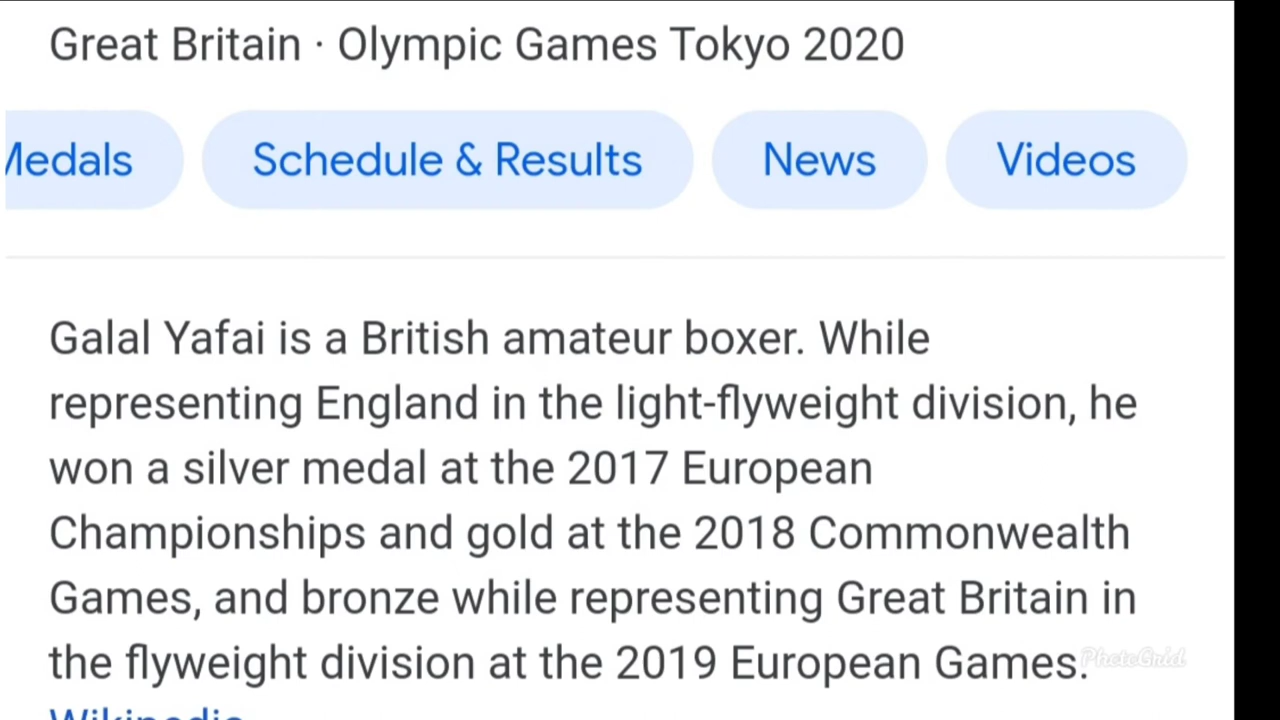 Great Britain · Olympic Games Tokyo 2020
Medals Schedule & Results News Videos
Galal Yafai is a British amateur boxer. While
representing England in the light-flyweight division, he
won a silver medal at the 2017 European
Championships and gold at the 2018 Commonwealth
Games, and bronze while representing Great Britain in
the flyweight division at the 2019 European Games.
PhotoGrid
Wikipedia